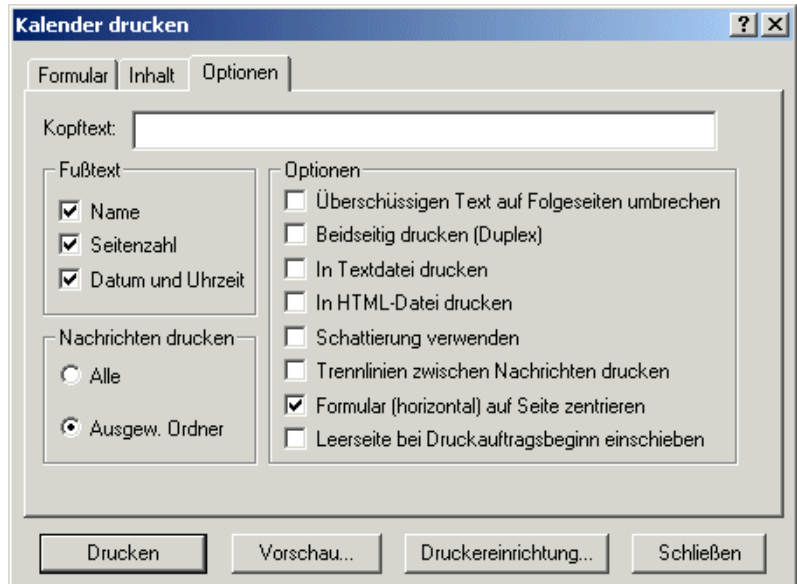 Kalender drucken
Formular Inhalt Optionen
Kopftext:
Fußtext
Name
Seitenzahl
Datum und Uhrzeit
Nachrichten drucken
Alle
Ausgew. Ordner
Optionen
Überschüssigen Text auf Folgeseiten umbrechen
Beidseitig drucken (Duplex)
In Textdatei drucken
In HTML-Datei drucken
Schattierung verwenden
Trennlinien zwischen Nachrichten drucken
Formular (horizontal) auf Seite zentrieren
Leerseite bei Druckauftragsbeginn einschieben
Drucken Vorschau... Druckereinrichtung... Schließen